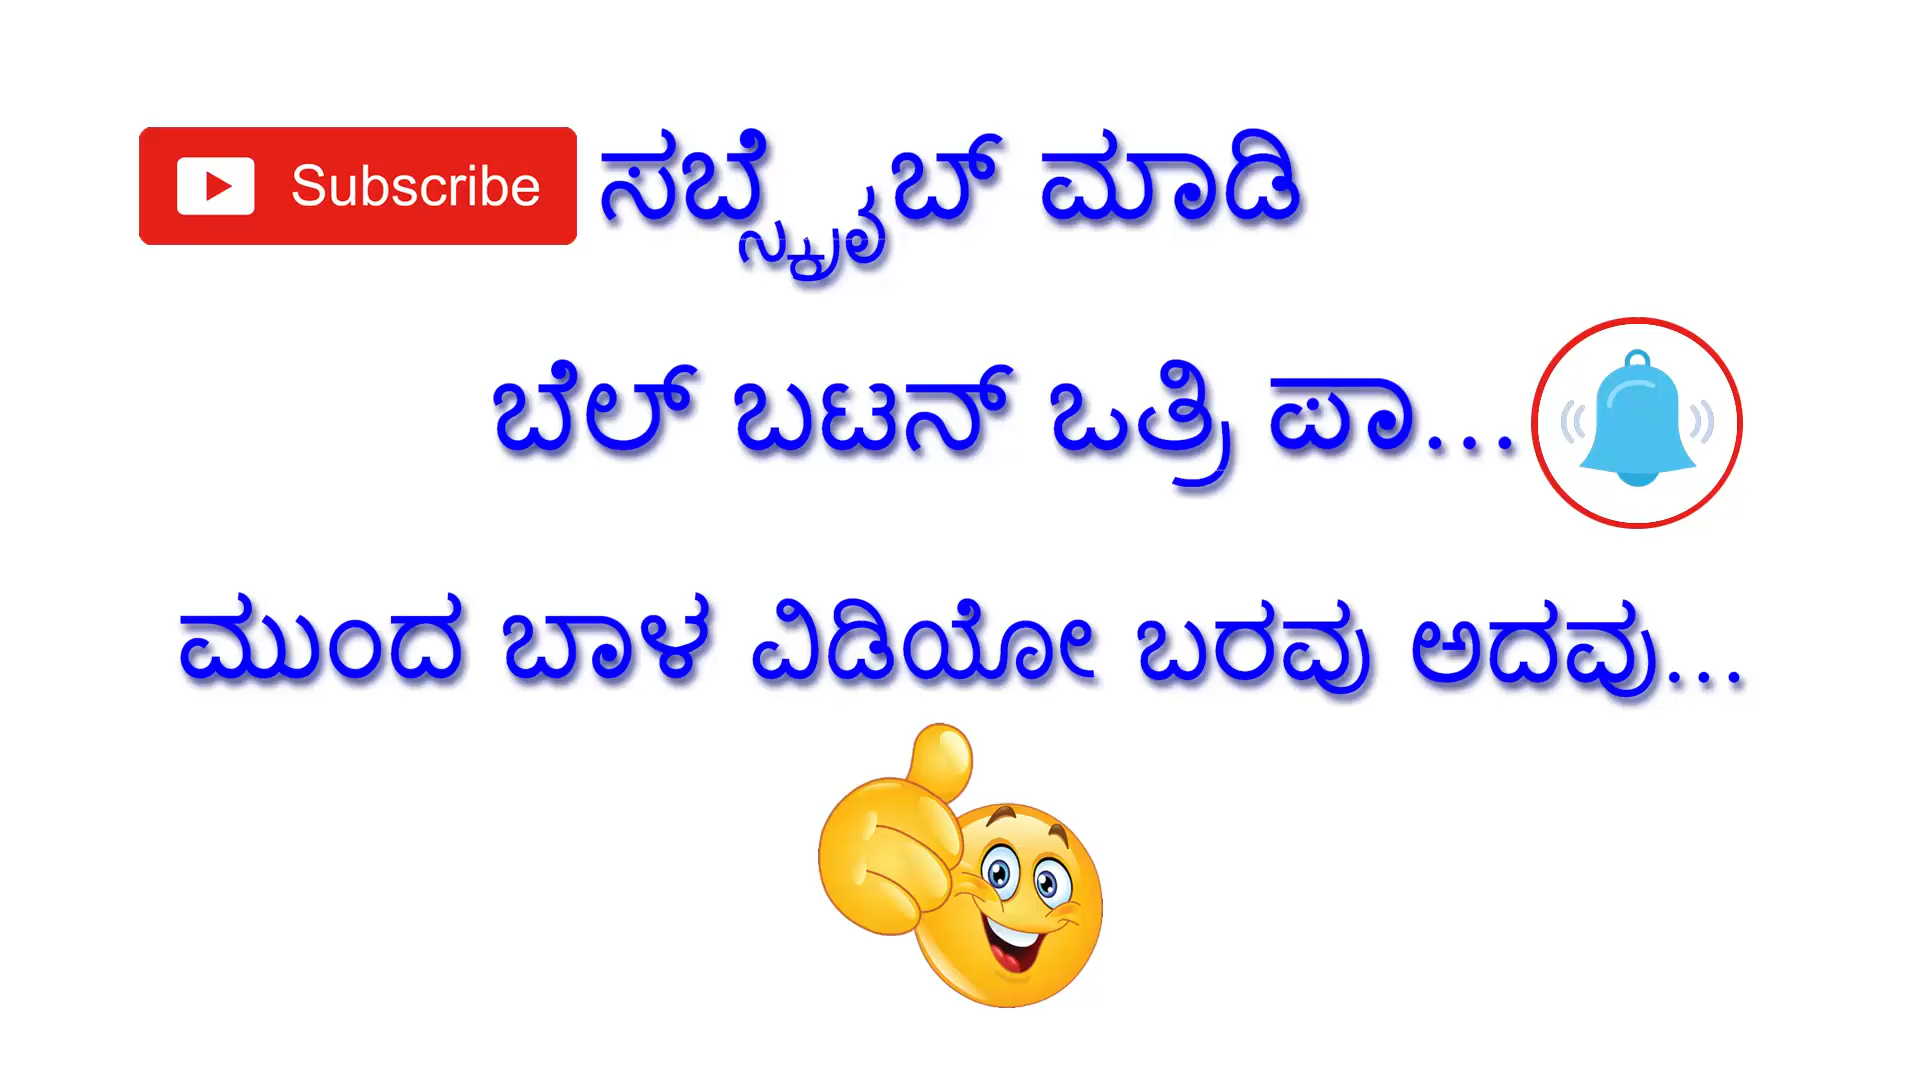 Subscribe ಸಬ್ಸ್ಕ್ರೈಬ್ ಮಾಡಿ
ಬೆಲ್ ಬಟನ್ ಒತ್ರಿ ಪಾ...
ಮುಂದ ಬಾಳ ವಿಡಿಯೋ ಬರವು ಅದವು...